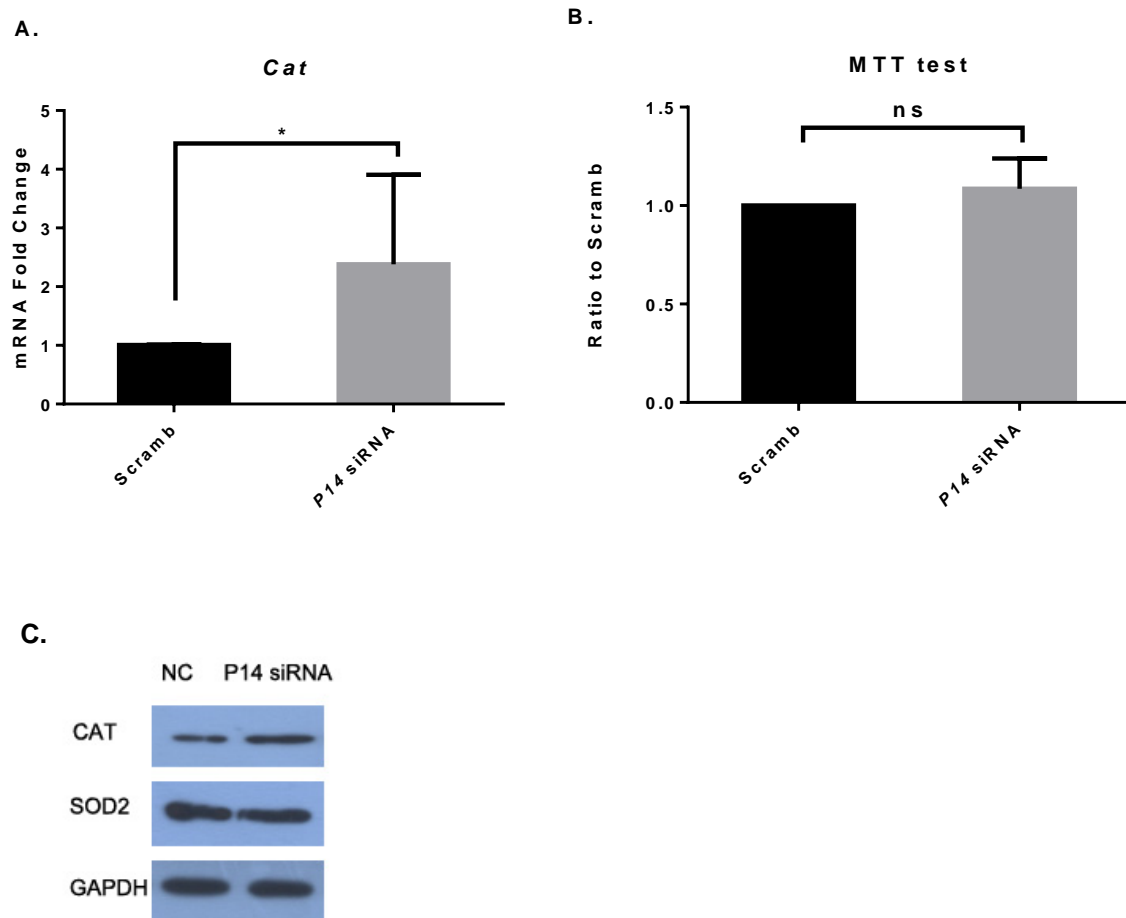 A.
Cat
5
4
3
2
1
0
mRNA Fold Change
*
Scramb
P14 siRNA
B.
MTT test
1.5
1.0
0.5
0.0
Ratio to Scramb
ns
Scramb
P14 siRNA
C.
NC P14 siRNA
CAT
SOD2
GAPDH